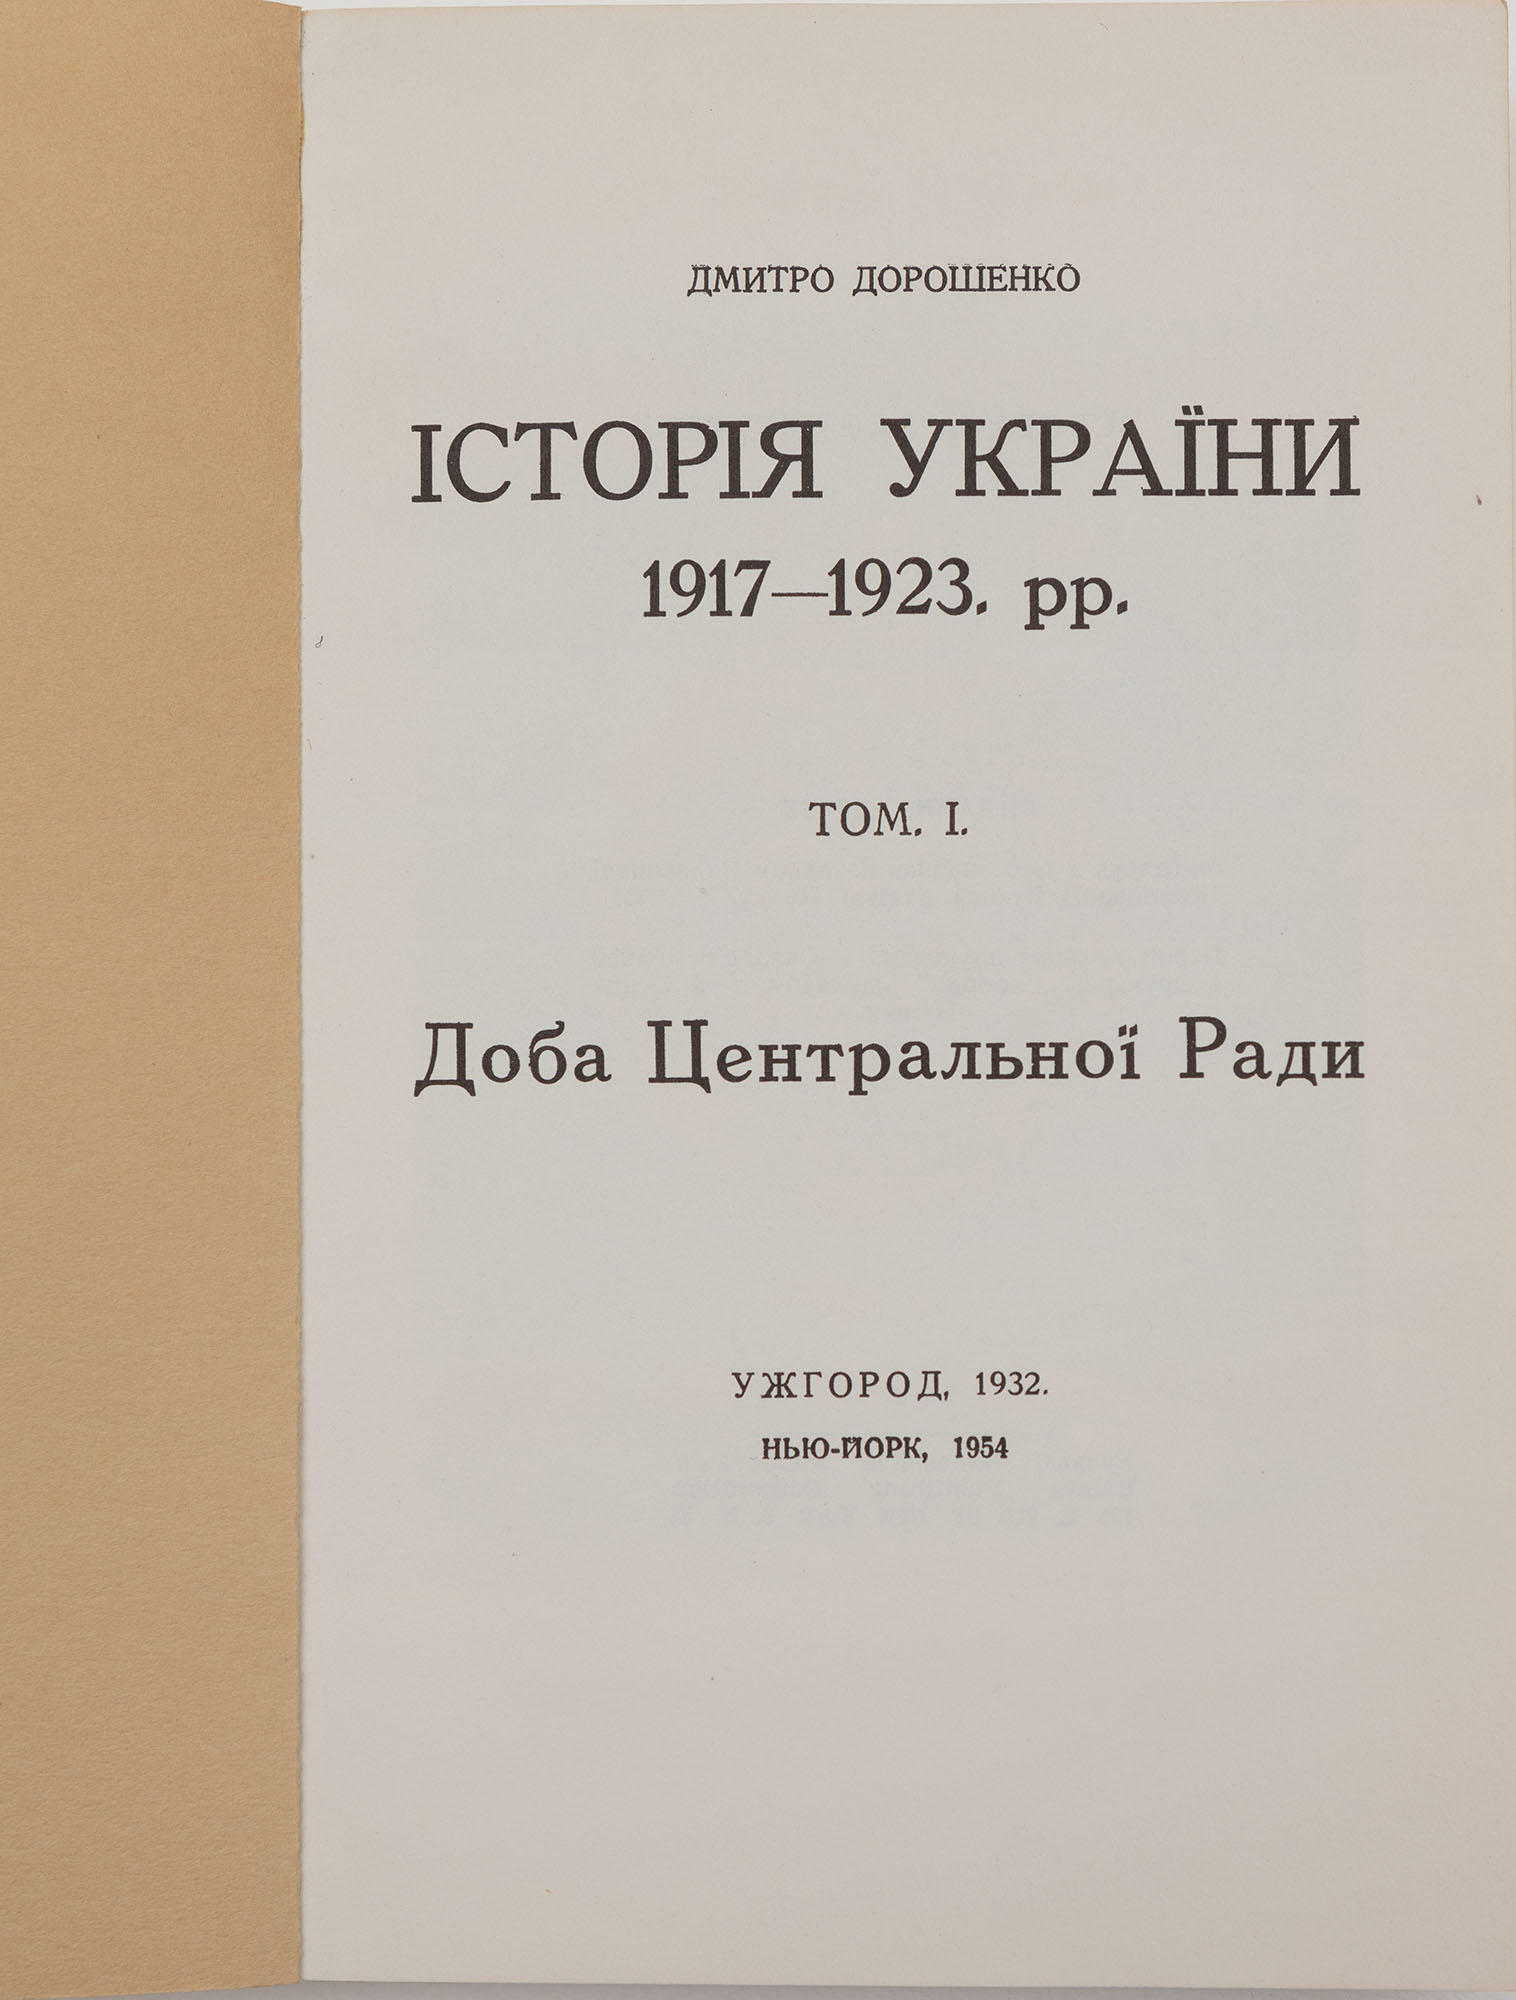 ДМИТРО ДОРОШЕНКО
ІСТОРІЯ УКРАЇНИ
1917—1923. рр.
ТОМ. І.
Доба Центральної Ради
УЖГОРОД, 1932.
НЬЮ-ЙОРК, 1954